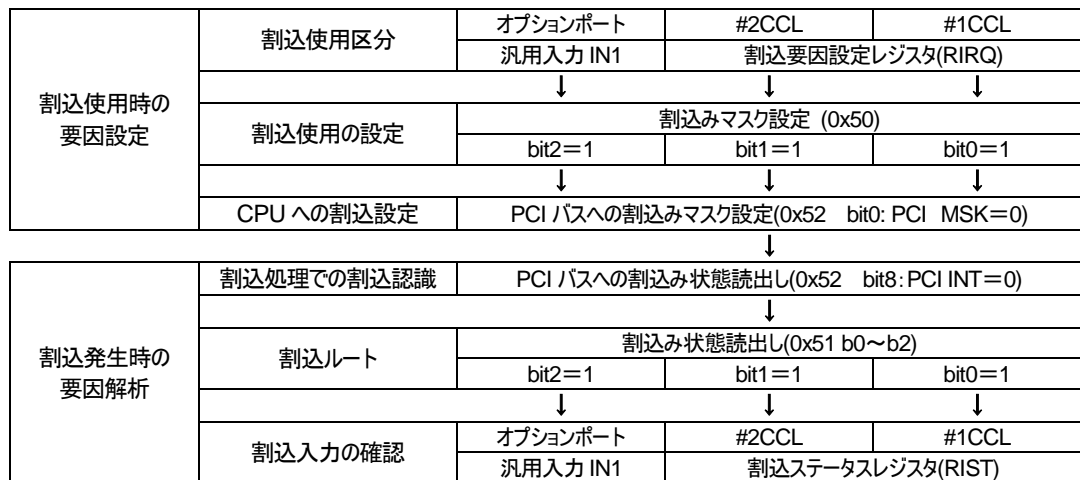 割込使用時の
要因設定
割込使用区分 オプションポート #2CCL #1CCL
汎用入力 IN1 割込要因設定レジスタ(RIRQ)
↓ ↓ ↓
割込使用の設定 割込みマスク設定 (0x50)
bit2=1 bit1=1 bit0=1
↓ ↓ ↓
CPU への割込設定 PCI バスへの割込みマスク設定(0x52 bit0: PCI MSK=0)
↓
割込発生時の
要因解析
割込処理での割込認識 PCI バスへの割込み状態読出し(0x52 bit8:PCI INT=0)
↓
割込ルート 割込み状態読出し(0x51 b0~b2)
bit2=1 bit1=1 bit0=1
↓ ↓ ↓
割込入力の確認 オプションポート #2CCL #1CCL
汎用入力 IN1 割込ステータスレジスタ(RIST)